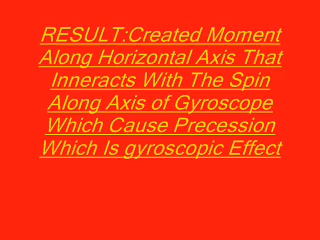 RESULT:Created Moment
Along Horizontal Axis That
Inneracts With The Spin
Along Axis of Gyroscope
Which Cause Precession
Which Is gyroscopic Effect